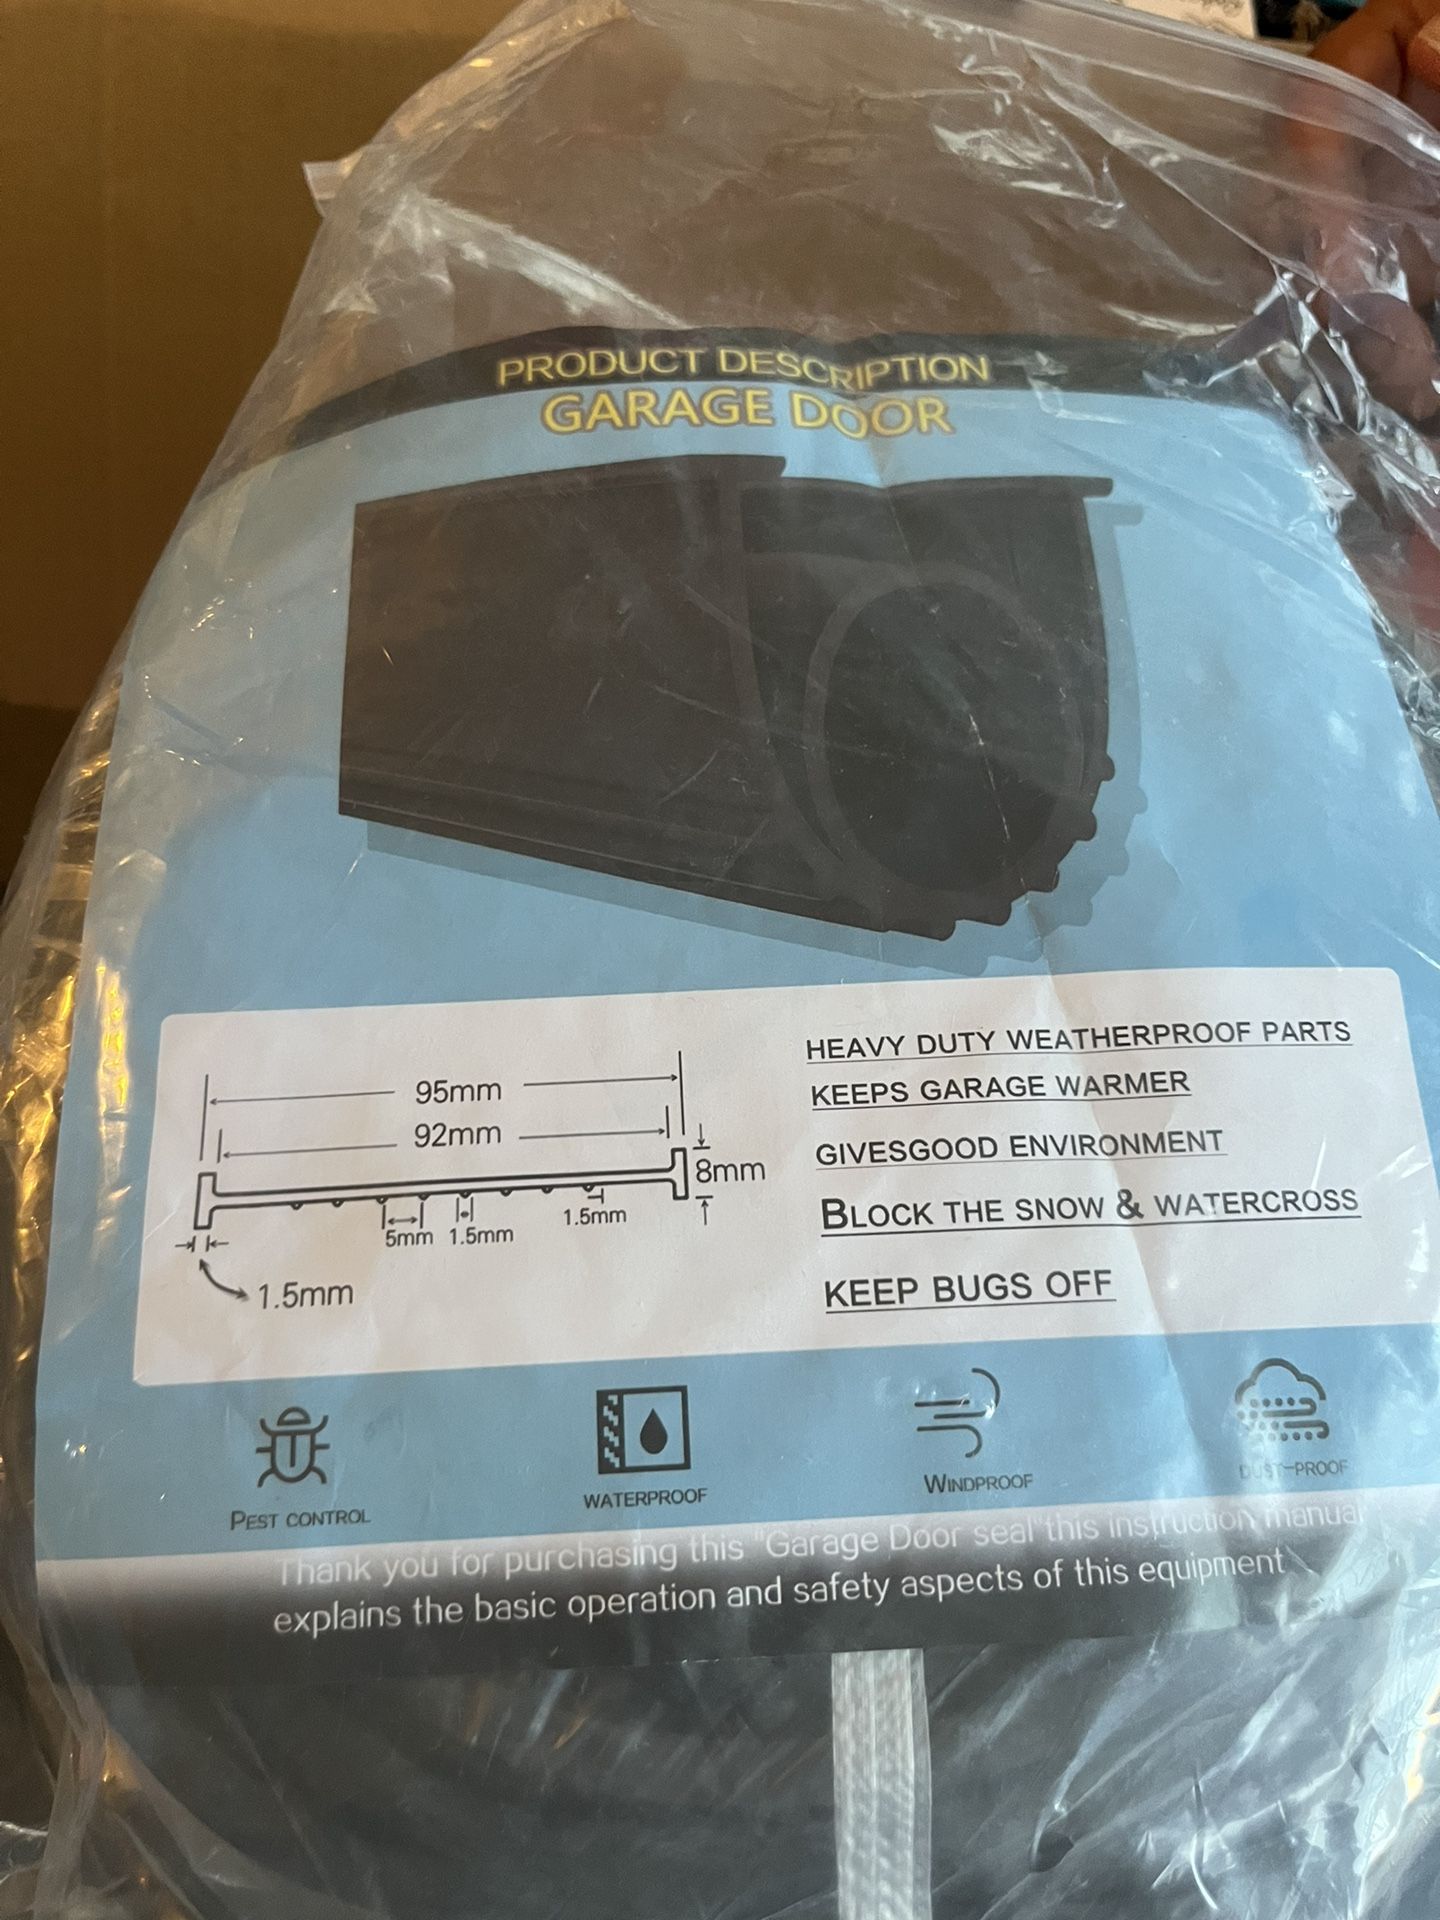 PRODUCT DESCRIPTION
GARAGE DOOR
95mm
92mm
8mm
5mm 1.5mm
1.5mm
1.5mm
HEAVY DUTY WEATHERPROOF PARTS
KEEPS GARAGE WARMER
GIVESGOOD ENVIRONMENT
BLOCK THE SNOW & WATERCROSS
KEEP BUGS OFF
PEST CONTROL
WATERPROOF
WINDPROOF
DUST-PROOF
Thank you for purchasing this "Garage Door seal"this instruction manual
explains the basic operation and safety aspects of this equipment